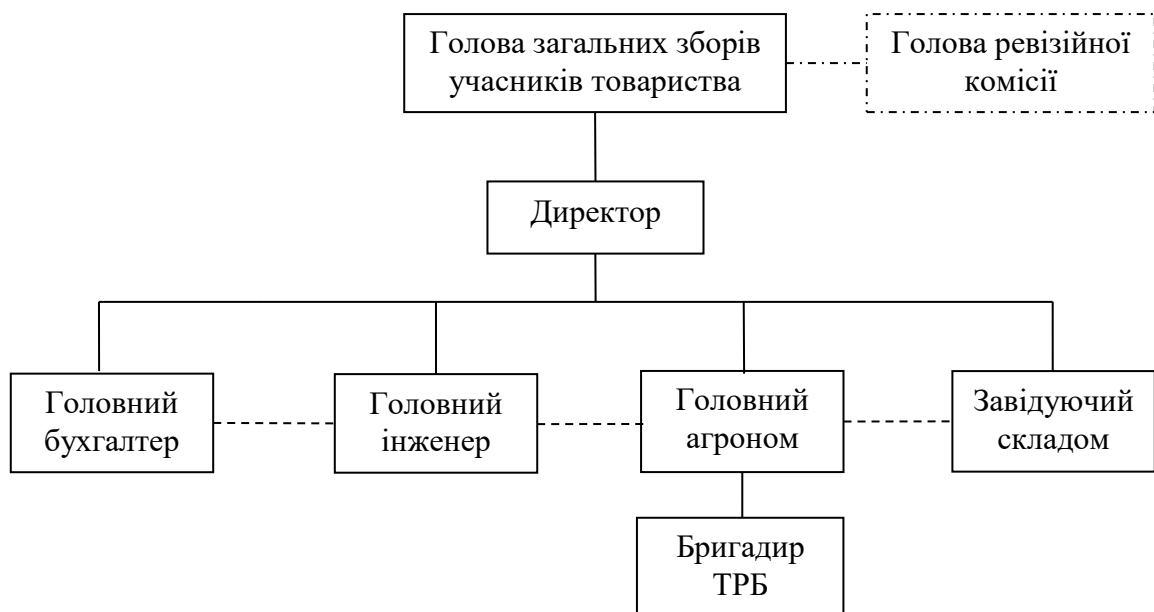 Голова загальних зборів
учасників товариства
Голова ревізійної
комісії
Директор
Головний
бухгалтер
Головний
інженер
Головний
агроном
Завідуючий
складом
Бригадир
ТРБ